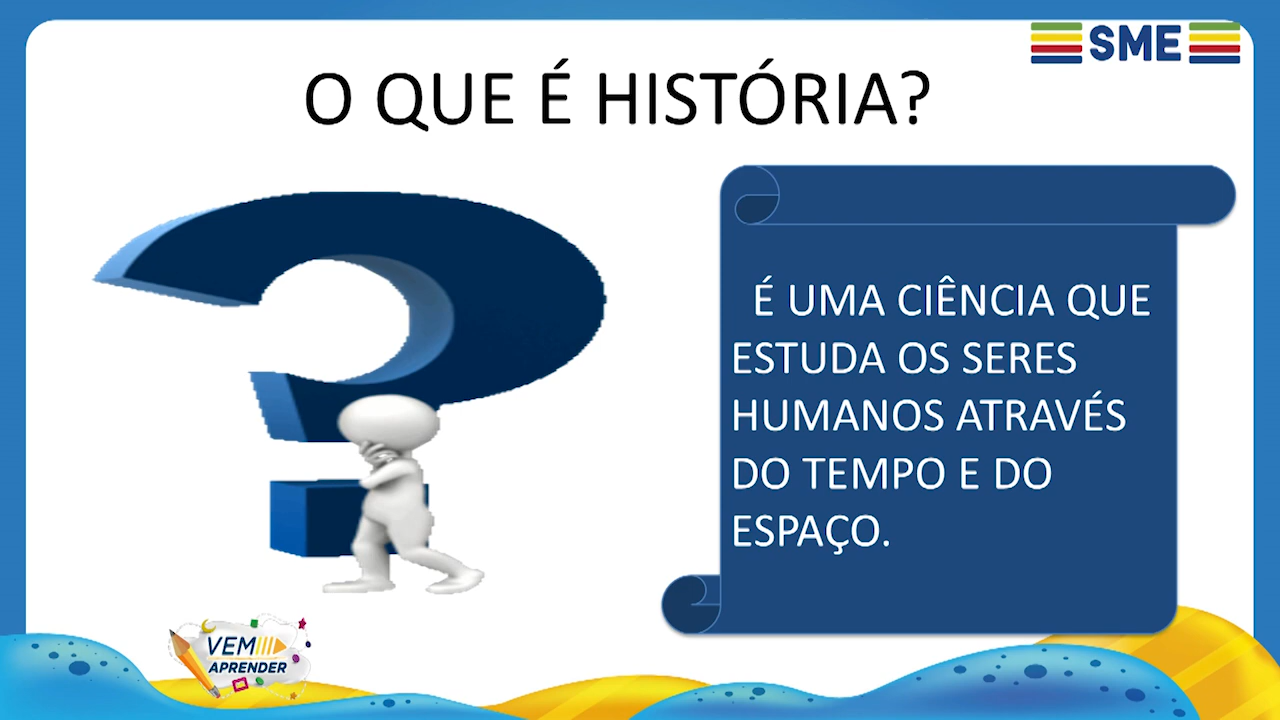 SME
O QUE É HISTÓRIA?
É UMA CIÊNCIA QUE
ESTUDA OS SERES
HUMANOS ATRAVÉS
DO TEMPO E DO
ESPAÇO.
VEM
APRENDER